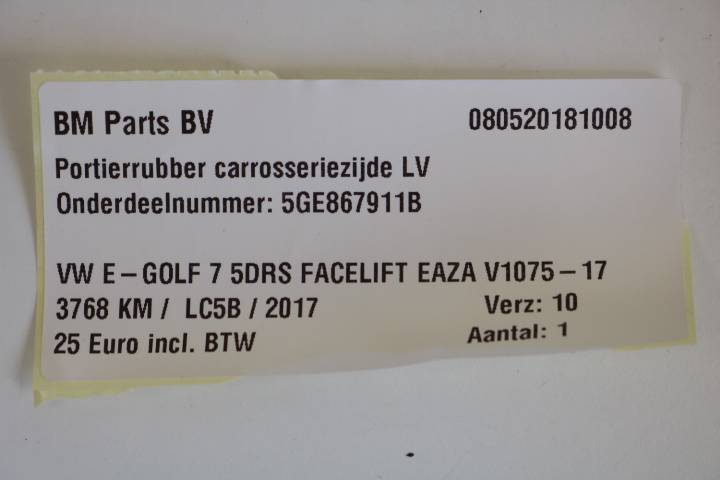 BM Parts BV 080520181008
Portierrubber carrosseriezijde LV
Onderdeelnummer: 5GE867911B
VW E-GOLF 7 5DRS FACELIFT EAZA V1075-17
3768 KM / LC5B / 2017 Verz: 10
25 Euro incl. BTW Aantal: 1